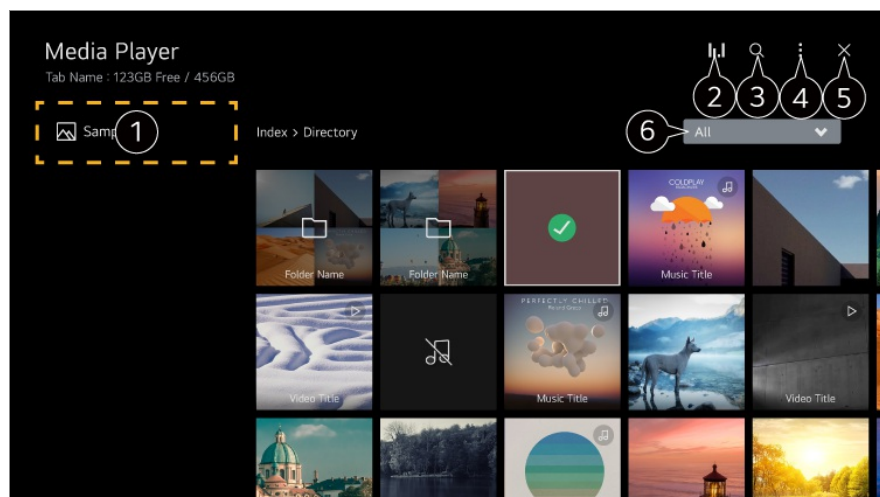 Media Player
Tab Name : 123GB Free / 456GB
1
2
3
4
5
6
All
Index > Directory
Folder Name
Folder Name
COLDPLAY
Music Title
Video Title
PERFECTLY CHILLED
Music Title
Video Title